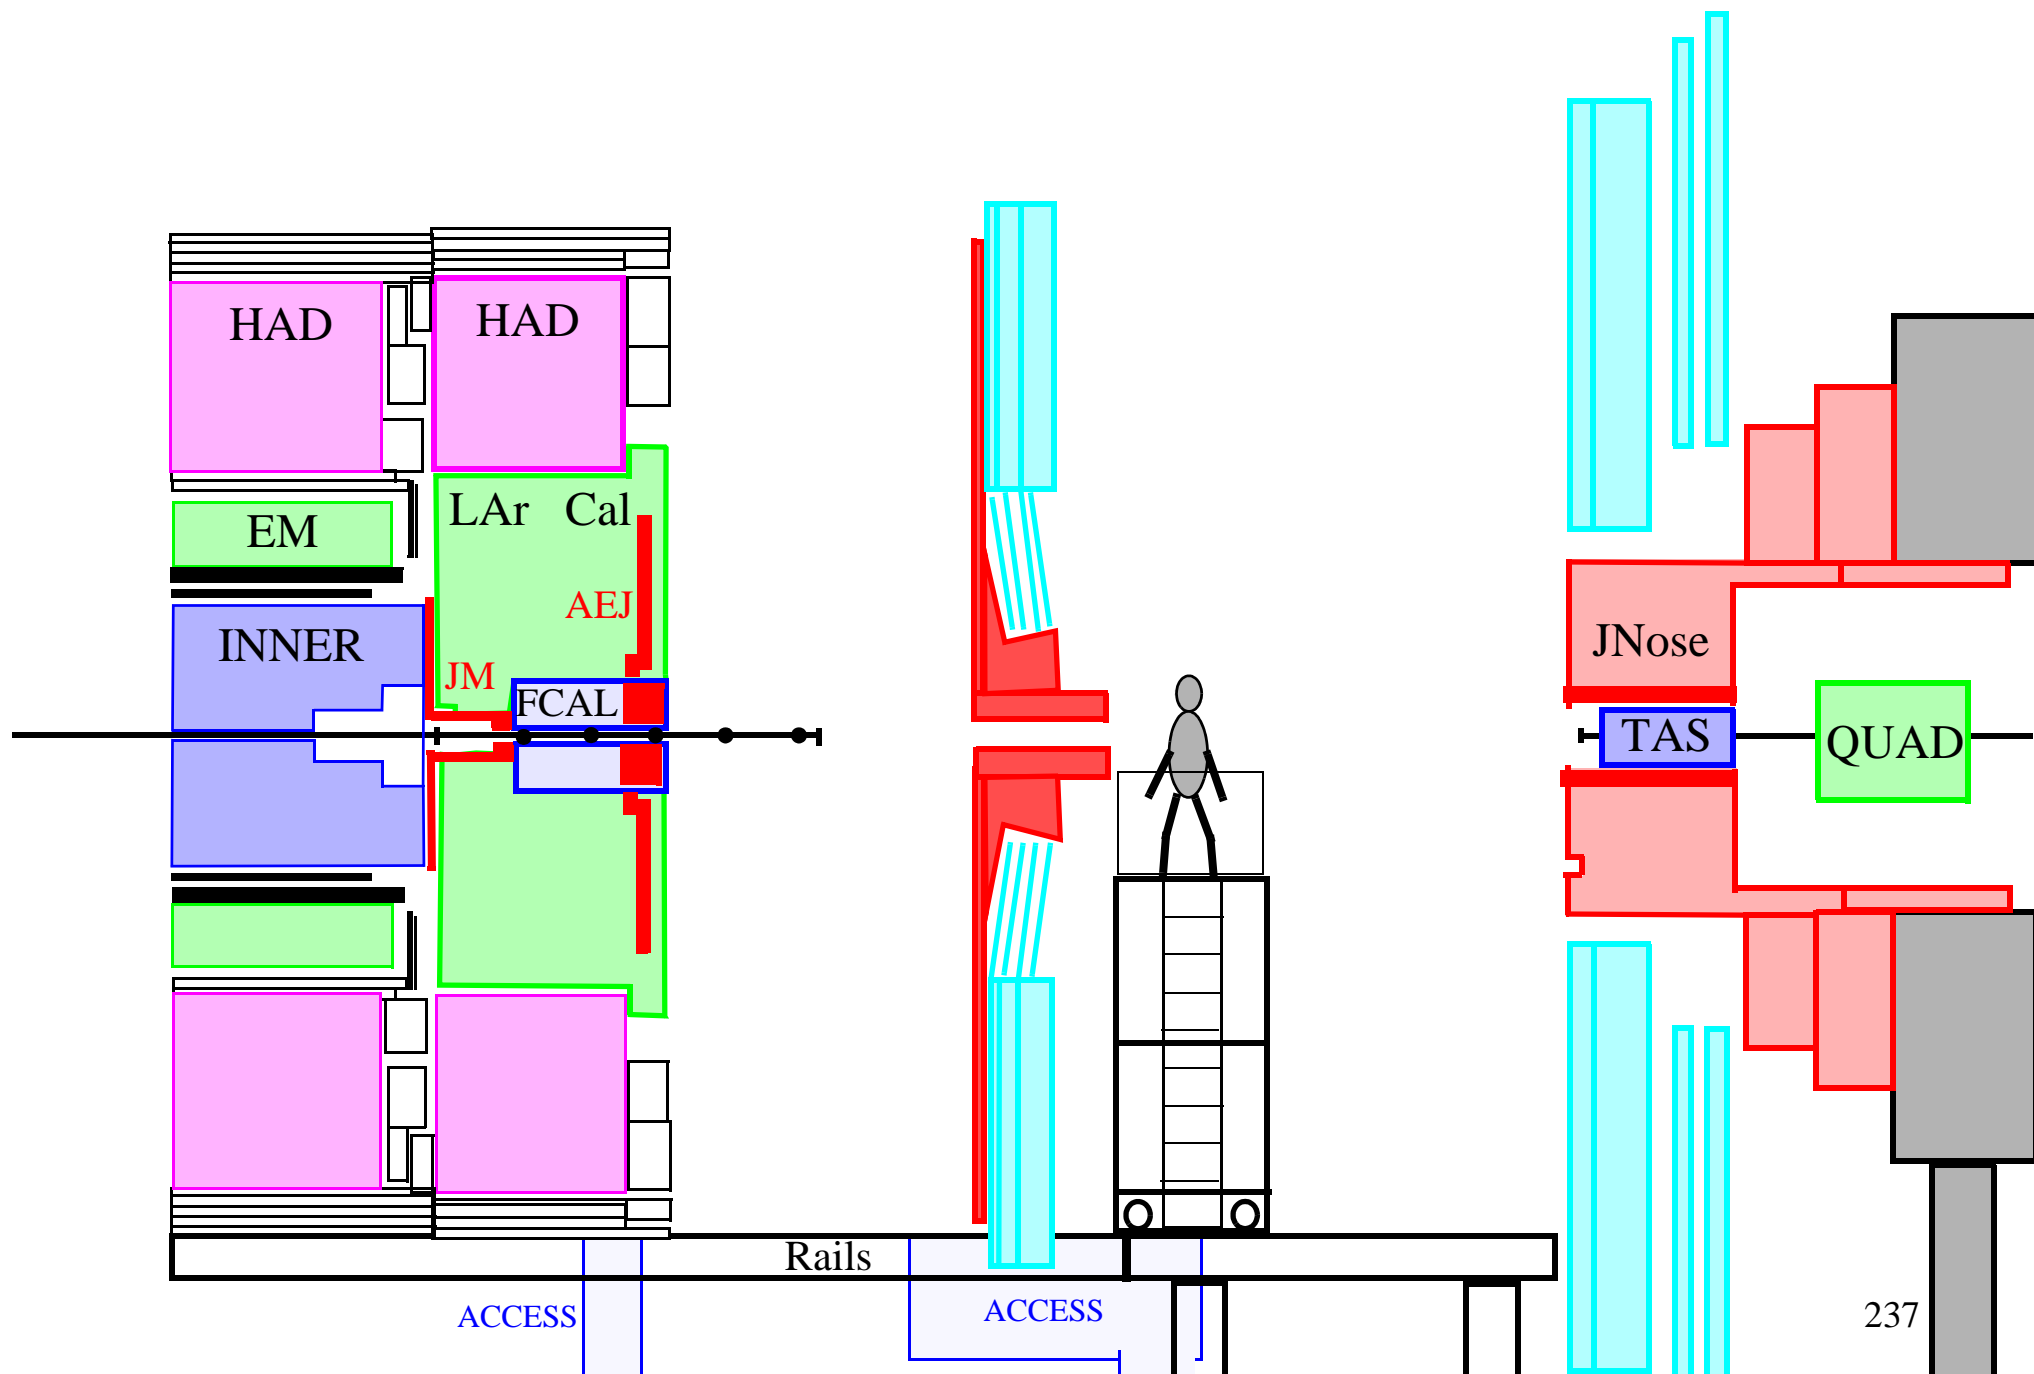 HAD
HAD
LAr Cal
EM
AEJ
INNER
JNose
JM
FCAL
TAS
QUAD
Rails
ACCESS
ACCESS
237